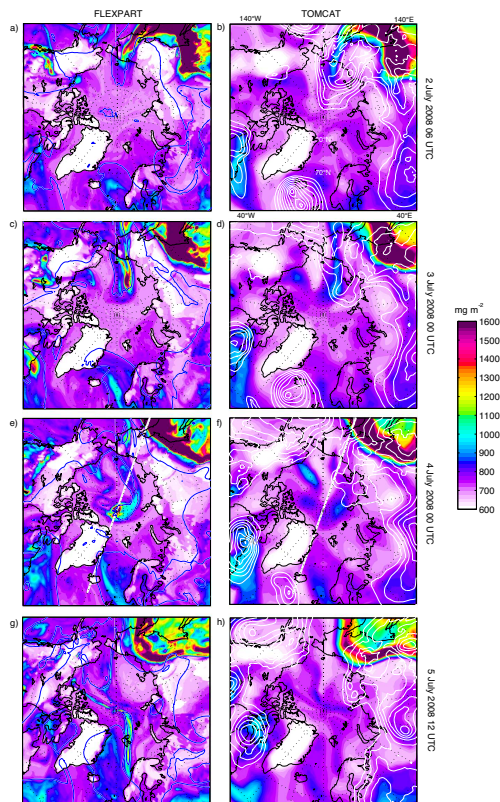 FLEXPART TOMCAT
a) b) 140°W 140°E
70°N
2 July 2008 06 UTC
40°W 40°E
c) d)
3 July 2008 00 UTC
mg m-2
1600
1300
1200
1100
1000
900
800
700
600
e) f)
4 July 2008 00 UTC
g) h)
5 July 2008 12 UTC